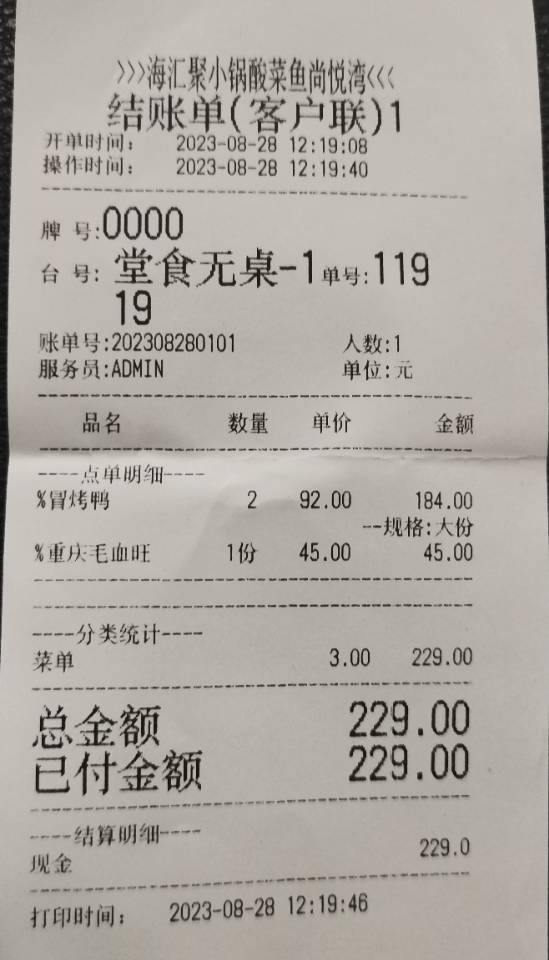 >>>海汇聚小锅酸菜鱼尚悦湾<<<
结账单(客户联)1
开单时间: 2023-08-28 12:19:08
操作时间: 2023-08-28 12:19:40
牌 号:0000
台 号: 堂食无桌-1 单号:119
19
账单号:202308280101 人数:1
服务员:ADMIN 单位:元
品名 数量 单价 金额
----点单明细----
%冒烤鸭 2 92.00 184.00
--规格:大份
%重庆毛血旺 1份 45.00 45.00
----分类统计----
菜单 3.00 229.00
总金额 229.00
已付金额 229.00
----结算明细----
现金 229.0
打印时间: 2023-08-28 12:19:46